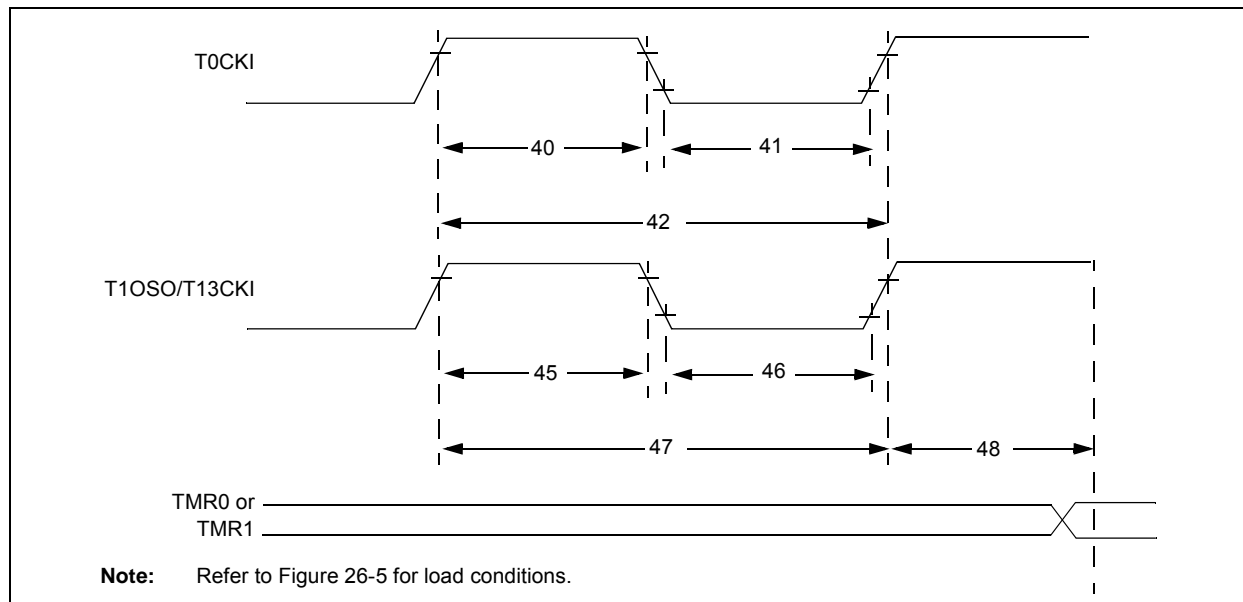 T0CKI
40
41
42
T1OSO/T13CKI
45
46
47
48
TMR0 or
TMR1
Note: Refer to Figure 26-5 for load conditions.